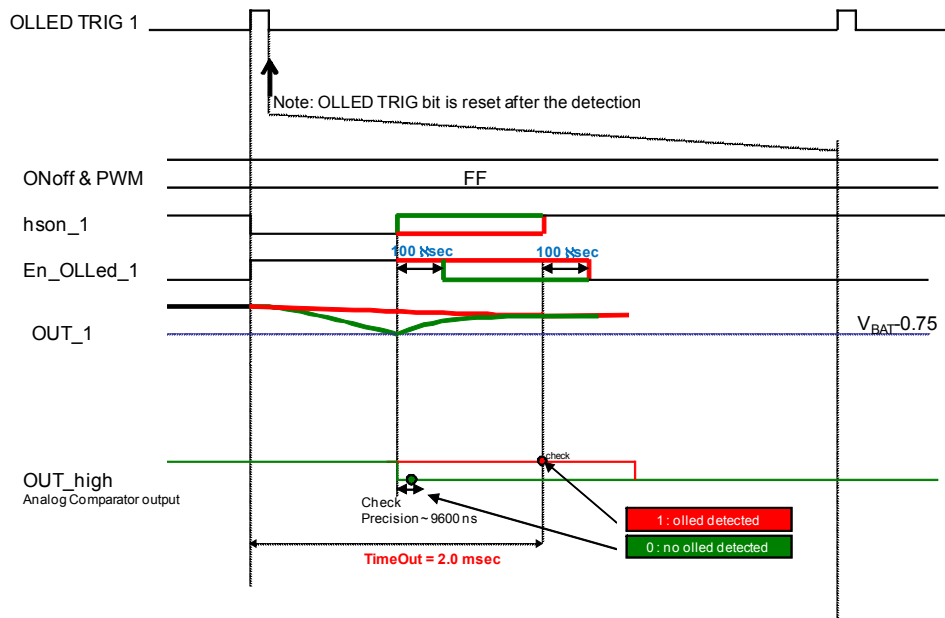 OLLED TRIG 1
Note: OLLED TRIG bit is reset after the detection
ONoff & PWM
FF
hson_1
100 ℵsec
100 ℵsec
En_OLLed_1
OUT_1
VBAT-0.75
check
OUT_high
Analog Comparator output
Check
Precision~ 9600 ns
1 : olled detected
0 : no olled detected
TimeOut = 2.0 msec